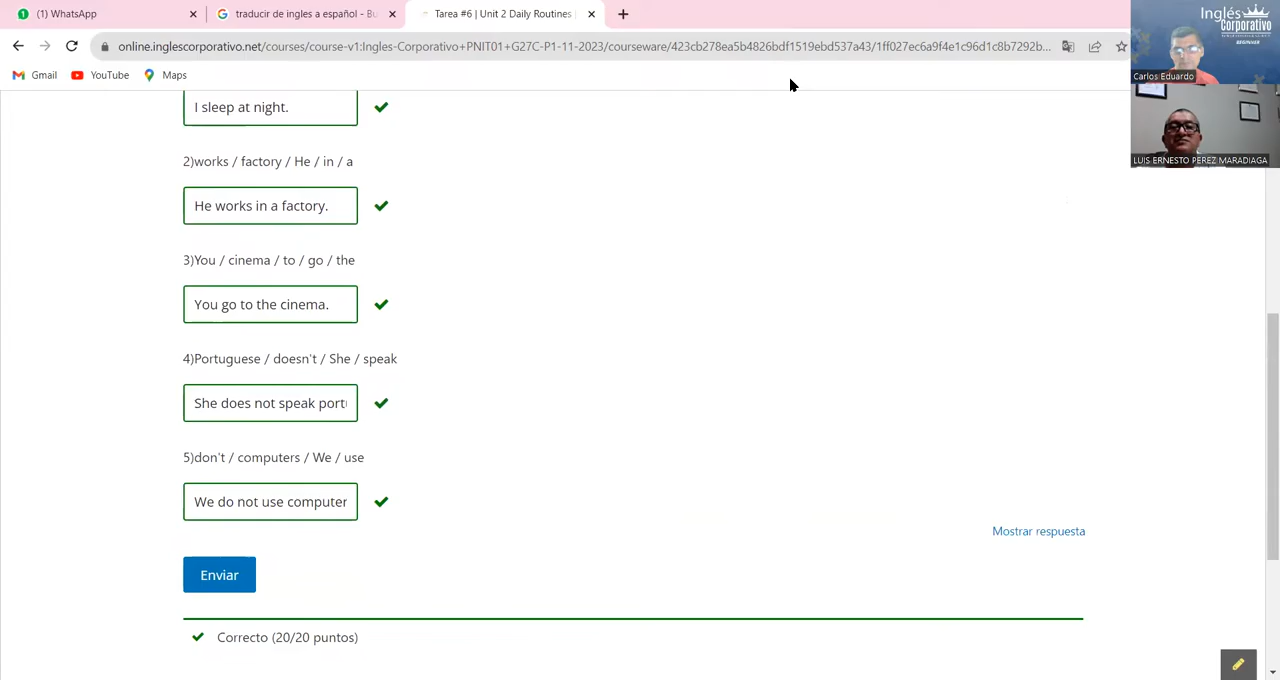 (1) WhatsApp
traducir de ingles a español - Bu
Tarea #6 | Unit 2 Daily Routines |
online.inglescorporativo.net/courses/course-v1:Ingles-Corporativo+PNIT01+G27C-P1-11-2023/courseware/423cb278ea5b4826bdf1519ebd537a43/1ff027ec6a9f4e1c96d1c8b7292b...
Gmail
YouTube
Maps
Inglés
Corporativo
BEGINNER
Carlos Eduardo
LUIS ERNESTO PEREZ MARADIAGA
I sleep at night.
2)works / factory / He / in / a
He works in a factory.
3)You / cinema / to / go / the
You go to the cinema.
4)Portuguese / doesn't / She / speak
She does not speak port
5)don't / computers / We / use
We do not use computer
Mostrar respuesta
Enviar
Correcto (20/20 puntos)